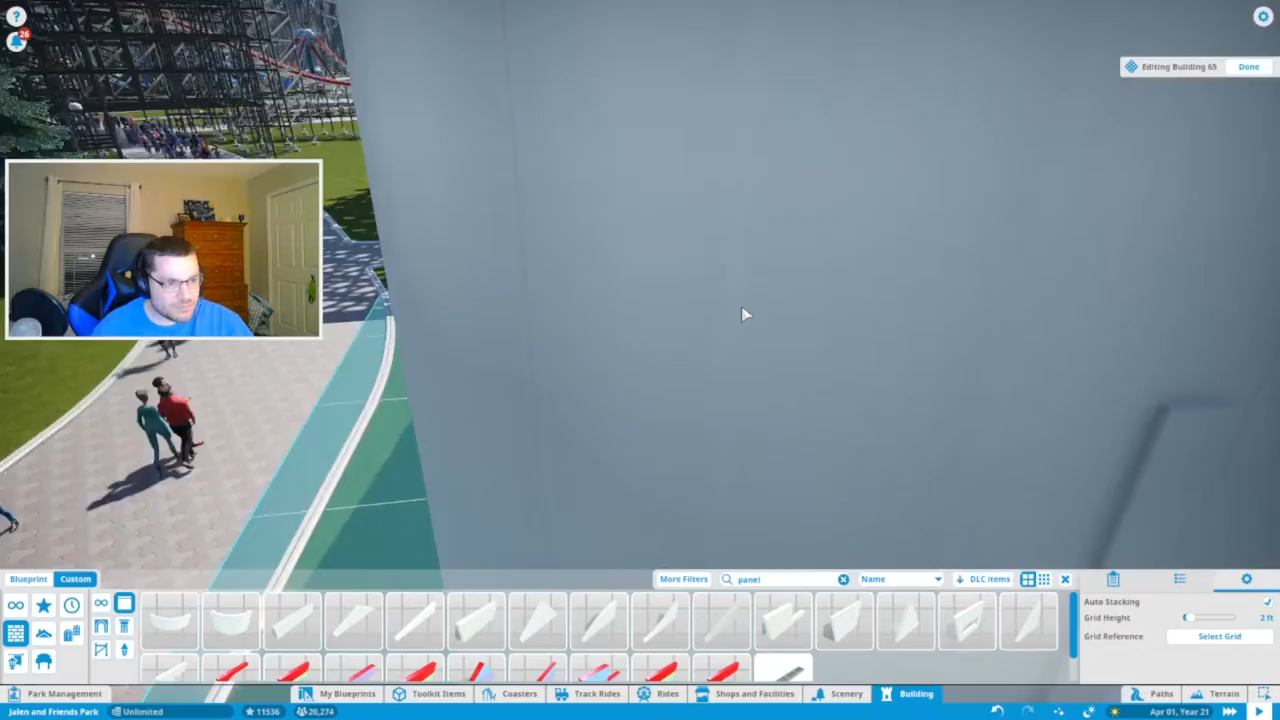 ?
26
Editing Building 65 Done
Blueprint Custom More Filters panel Name DLC items
Auto Stacking
Grid Height 2 ft
Grid Reference Select Grid
Park Management My Blueprints Toolkit Items Coasters Track Rides Rides Shops and Facilities Scenery Building Paths Terrain
Jalen and Friends Park Unlimited 11536 20,274 Apr 01, Year 21